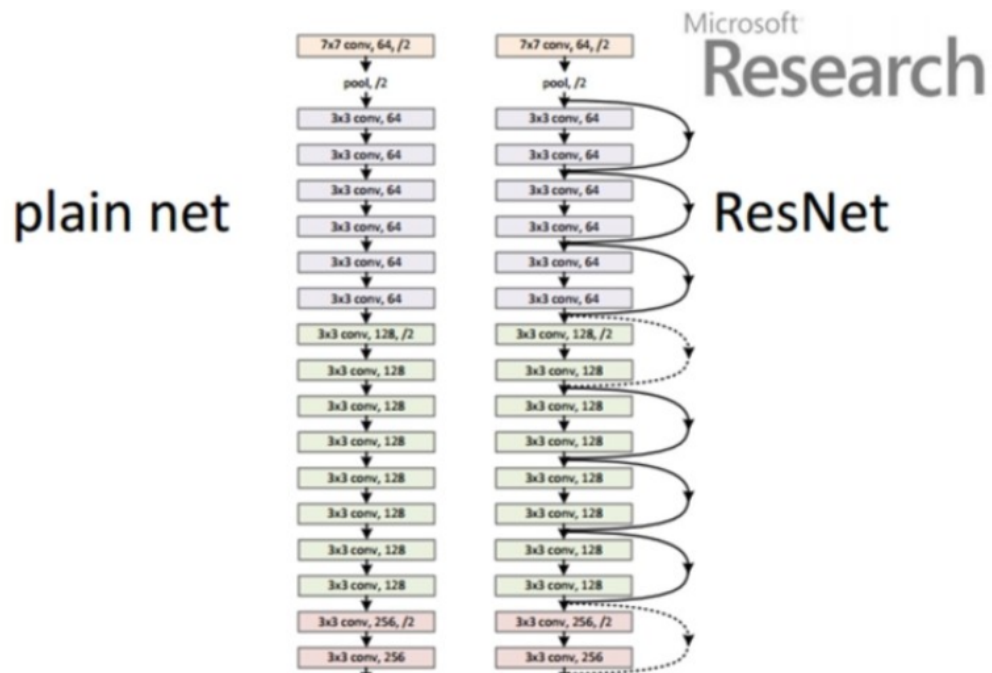 Microsoft
Research
plain net
ResNet
7x7 conv, 64, /2
pool, /2
3x3 conv, 64
3x3 conv, 64
3x3 conv, 64
3x3 conv, 64
3x3 conv, 64
3x3 conv, 64
3x3 conv, 128, /2
3x3 conv, 128
3x3 conv, 128
3x3 conv, 128
3x3 conv, 128
3x3 conv, 128
3x3 conv, 128
3x3 conv, 128
3x3 conv, 256, /2
3x3 conv, 256
7x7 conv, 64, /2
pool, /2
3x3 conv, 64
3x3 conv, 64
3x3 conv, 64
3x3 conv, 64
3x3 conv, 64
3x3 conv, 64
3x3 conv, 128, /2
3x3 conv, 128
3x3 conv, 128
3x3 conv, 128
3x3 conv, 128
3x3 conv, 128
3x3 conv, 128
3x3 conv, 128
3x3 conv, 256, /2
3x3 conv, 256